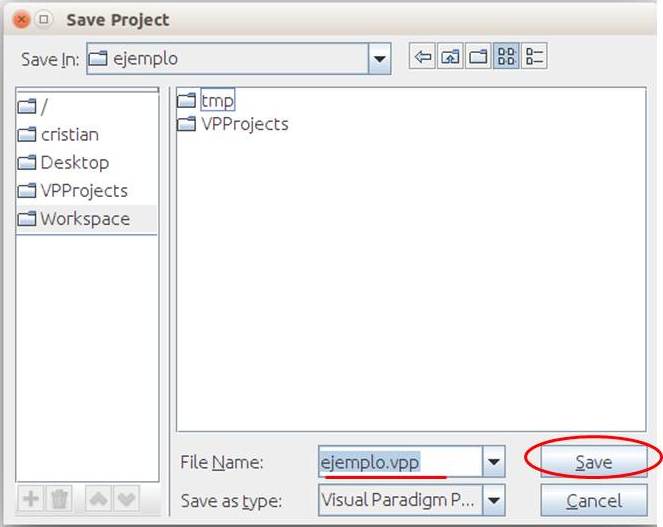 Save Project
Save In: ejemplo
/
cristian
Desktop
VPProjects
Workspace
tmp
VPProjects
File Name: ejemplo.vpp Save
Save as type: Visual Paradigm P... Cancel